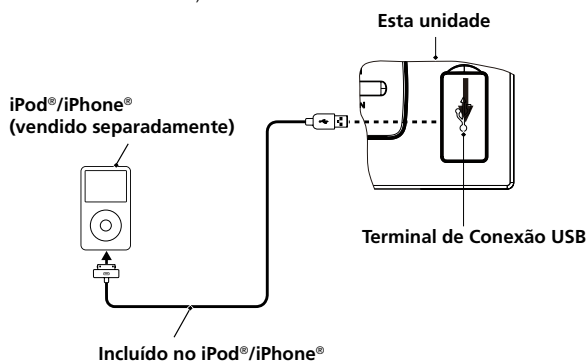 Esta unidade
iPod®/iPhone®
(vendido separadamente)
Terminal de Conexão USB
Incluído no iPod®/iPhone®